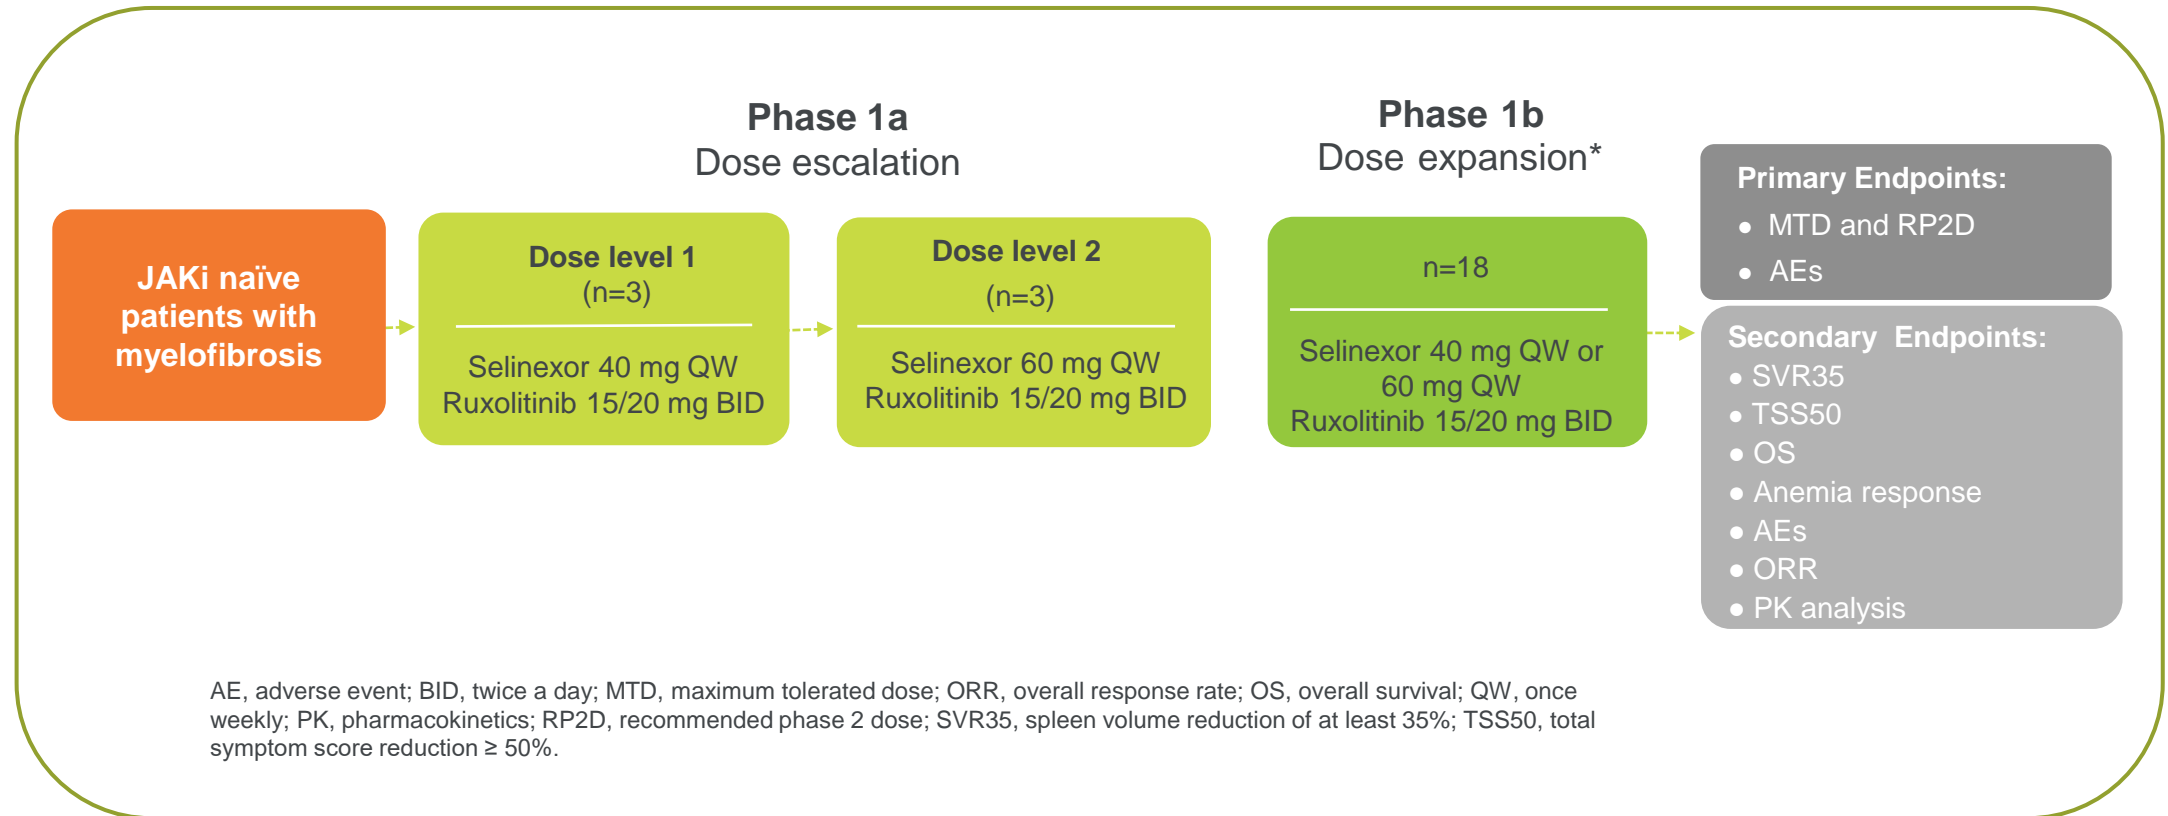 Phase 1a
Dose escalation
Phase 1b
Dose expansion*
JAKi naïve
patients with
myelofibrosis
Dose level 1
(n=3)
Selinexor 40 mg QW
Ruxolitinib 15/20 mg BID
Dose level 2
(n=3)
Selinexor 60 mg QW
Ruxolitinib 15/20 mg BID
n=18
Selinexor 40 mg QW or
60 mg QW
Ruxolitinib 15/20 mg BID
Primary Endpoints:
● MTD and RP2D
● AEs
Secondary Endpoints:
● SVR35
● TSS50
● OS
● Anemia response
● AEs
● ORR
● PK analysis
AE, adverse event; BID, twice a day; MTD, maximum tolerated dose; ORR, overall response rate; OS, overall survival; QW, once
weekly; PK, pharmacokinetics; RP2D, recommended phase 2 dose; SVR35, spleen volume reduction of at least 35%; TSS50, total
symptom score reduction ≥ 50%.